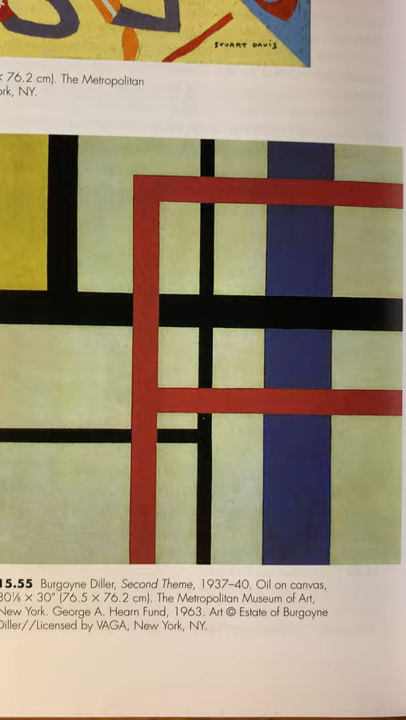 STUART DAVIS
× 76.2 cm). The Metropolitan
NY.
15.55 Burgoyne Diller, Second Theme, 1937–40. Oil on canvas,
30⅛ × 30" (76.5 × 76.2 cm). The Metropolitan Museum of Art,
New York. George A. Hearn Fund, 1963. Art © Estate of Burgoyne
Diller//Licensed by VAGA, New York, NY.